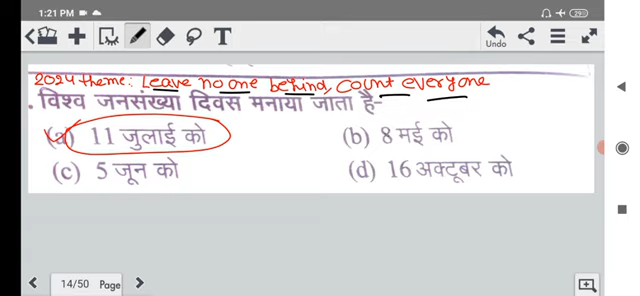 1:21 PM
29
Undo
2024 theme: Leave no one behind, Count everyone
. विश्व जनसंख्या दिवस मनाया जाता है-
(a) 11 जुलाई को (b) 8 मई को
(c) 5 जून को (d) 16 अक्टूबर को
14/50 Page